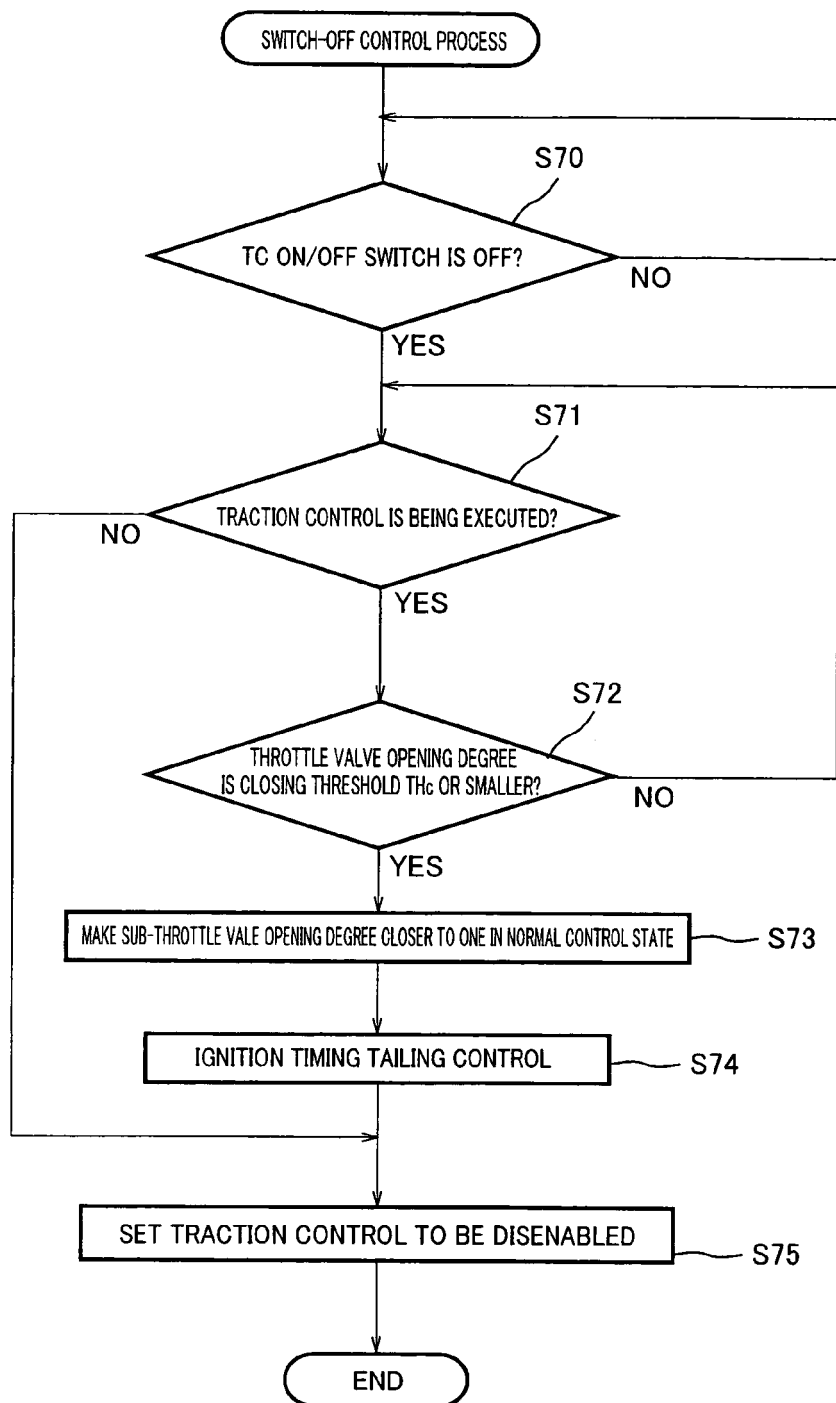 SWITCH-OFF CONTROL PROCESS
S70
TC ON/OFF SWITCH IS OFF?
NO
YES
S71
TRACTION CONTROL IS BEING EXECUTED?
NO
YES
S72
THROTTLE VALVE OPENING DEGREE
IS CLOSING THRESHOLD THc OR SMALLER?
NO
YES
MAKE SUB-THROTTLE VALE OPENING DEGREE CLOSER TO ONE IN NORMAL CONTROL STATE
S73
IGNITION TIMING TAILING CONTROL
S74
SET TRACTION CONTROL TO BE DISENABLED
S75
END